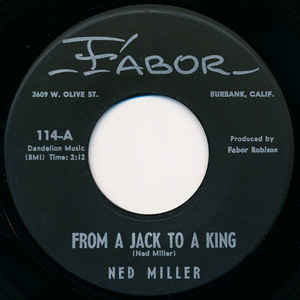 FABOR
2609 W. OLIVE ST.
BURBANK, CALIF.
114-A
Dandelion Music
(BMI) Time: 2:12
Produced by
Fabor Robison
FROM A JACK TO A KING
(Ned Miller)
NED MILLER